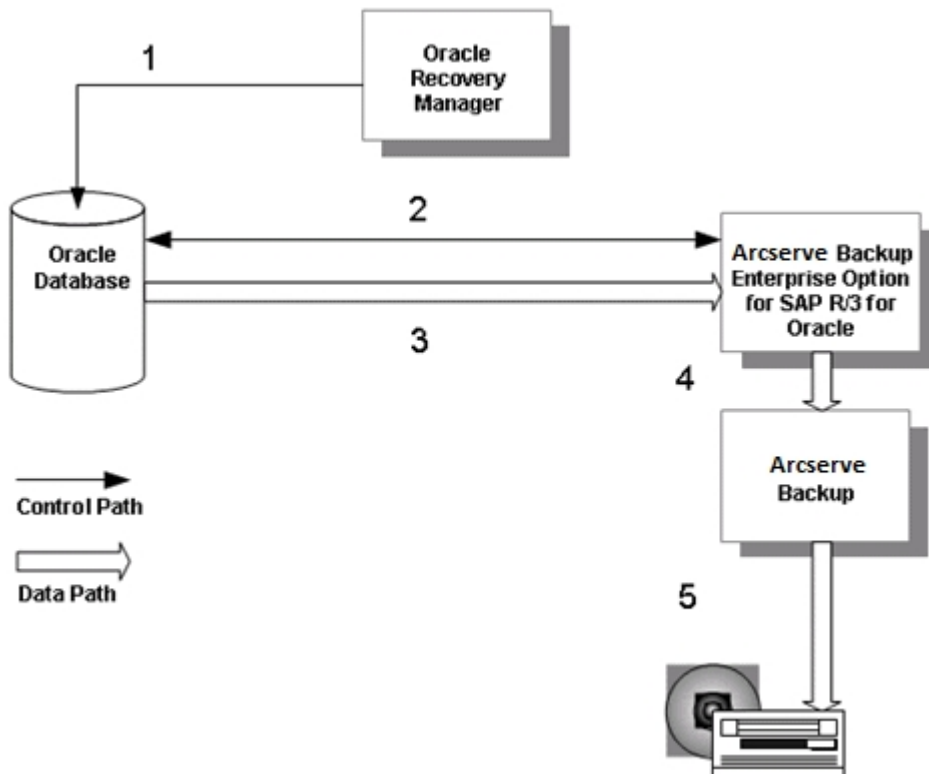 1
Oracle
Recovery
Manager
2
Oracle
Database
Arcserve Backup
Enterprise Option
for SAP R/3 for
Oracle
3
4
Arcserve
Backup
Control Path
Data Path
5